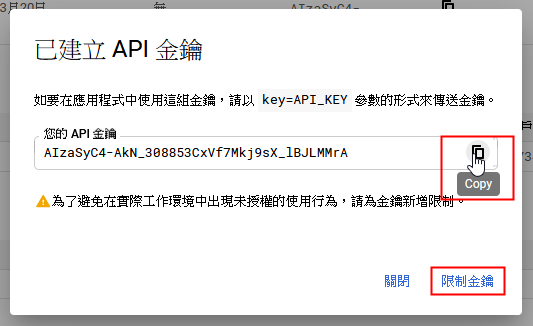 3月20日 無 AIzaSyC4-
已建立 API 金鑰
如要在應用程式中使用這組金鑰，請以 key=API_KEY 參數的形式來傳送金鑰。
您的 API 金鑰
AIzaSyC4-AkN_308853CxVf7Mkj9sX_lBJLMMrA
Copy
為了避免在實際工作環境中出現未授權的使用行為，請為金鑰新增限制。
關閉 限制金鑰